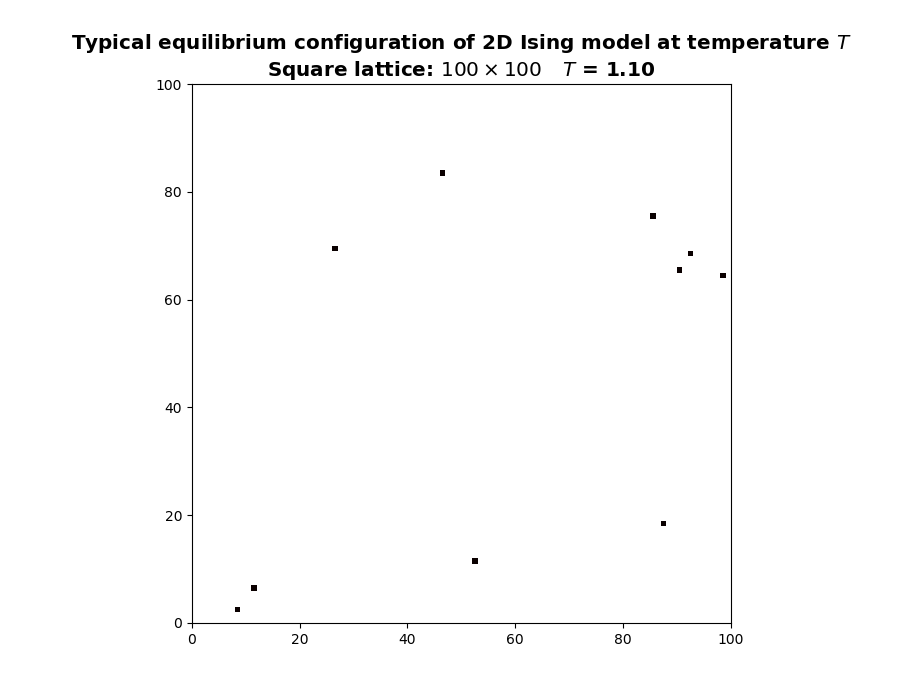 Typical equilibrium configuration of 2D Ising model at temperature T
Square lattice: 100 × 100 T = 1.10
100
80
60
40
20
0
0 20 40 60 80 100